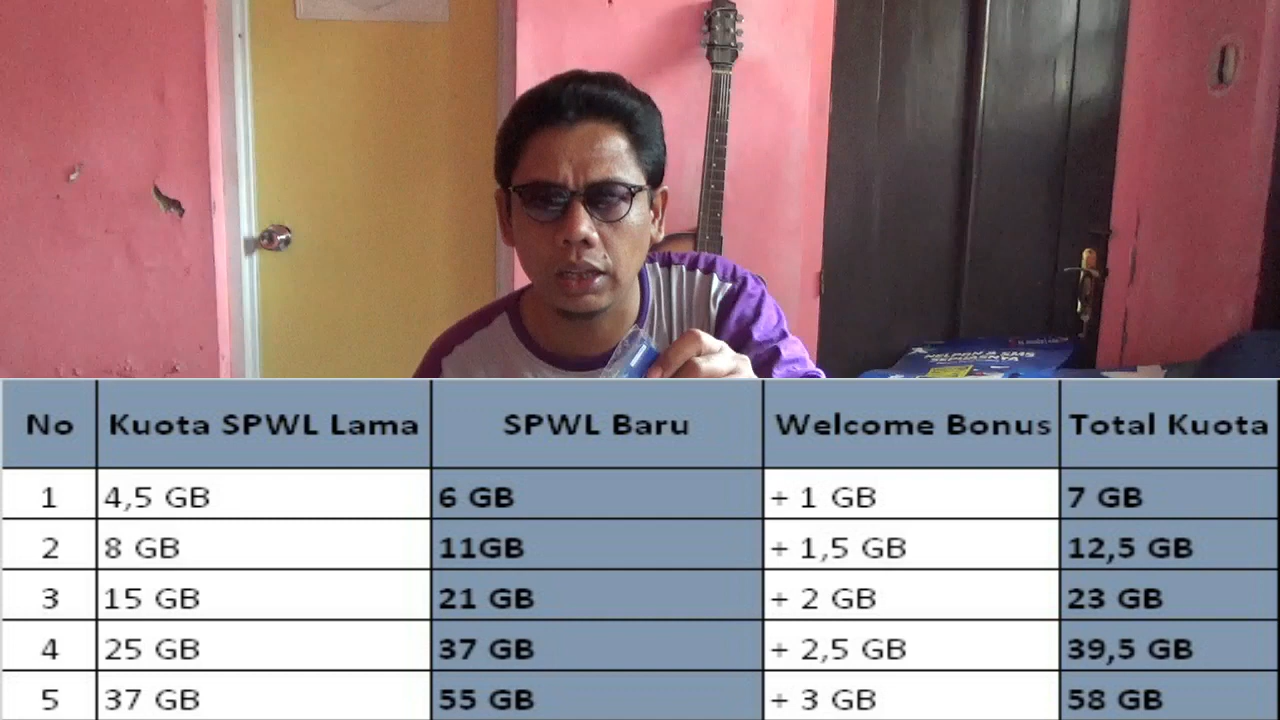 NELPON & SMS
SEMUASNYA
No Kuota SPWL Lama SPWL Baru Welcome Bonus Total Kuota
1 4,5 GB 6 GB + 1 GB 7 GB
2 8 GB 11GB + 1,5 GB 12,5 GB
3 15 GB 21 GB + 2 GB 23 GB
4 25 GB 37 GB + 2,5 GB 39,5 GB
5 37 GB 55 GB + 3 GB 58 GB